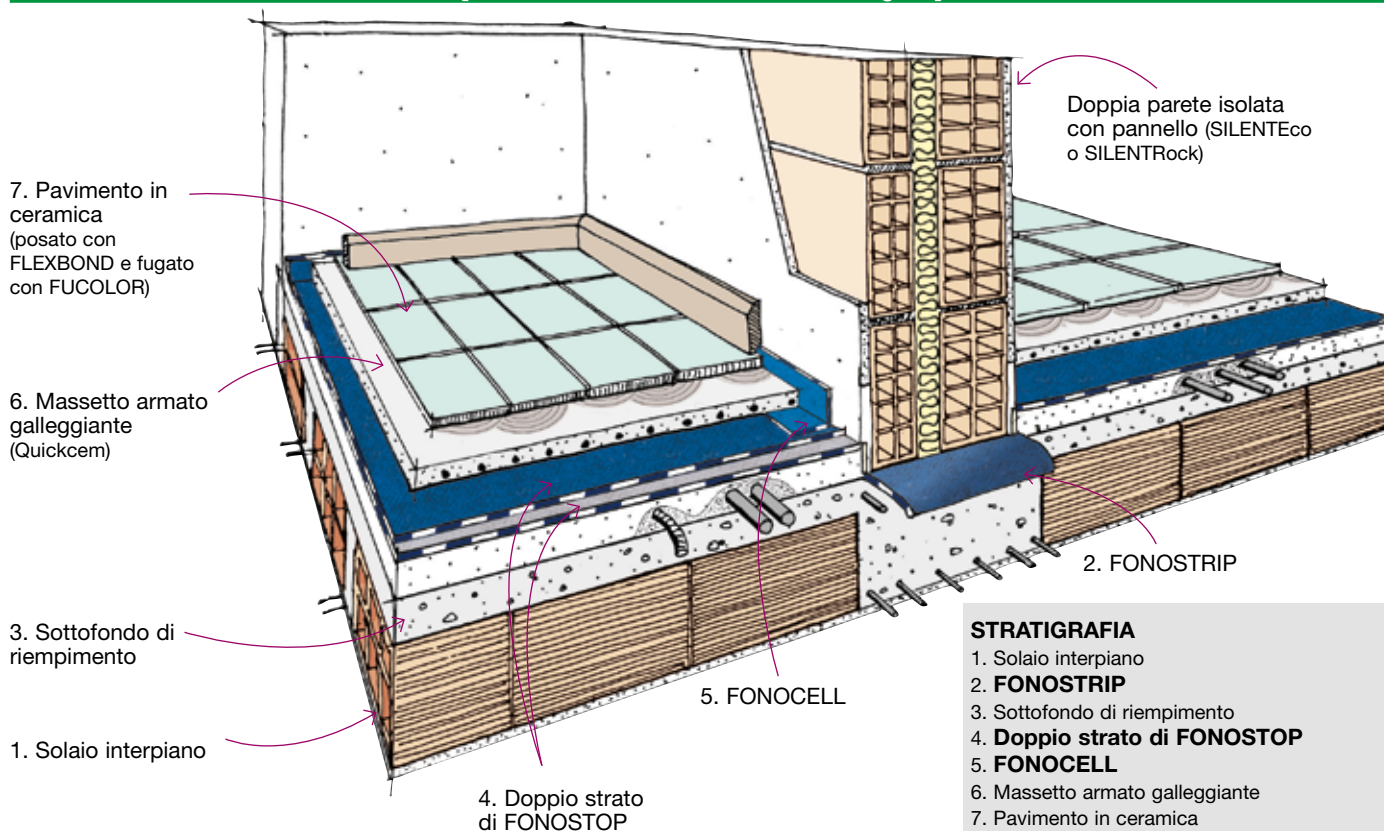 Doppia parete isolata
con pannello (SILENTEco
o SILENTRock)
7. Pavimento in
ceramica
(posato con
FLEXBOND e fugato
con FUCOLOR)
6. Massetto armato
galleggiante
(Quickcem)
2. FONOSTRIP
3. Sottofondo di
riempimento
5. FONOCELL
1. Solaio interpiano
4. Doppio strato
di FONOSTOP
STRATIGRAFIA
1. Solaio interpiano
2. FONOSTRIP
3. Sottofondo di riempimento
4. Doppio strato di FONOSTOP
5. FONOCELL
6. Massetto armato galleggiante
7. Pavimento in ceramica